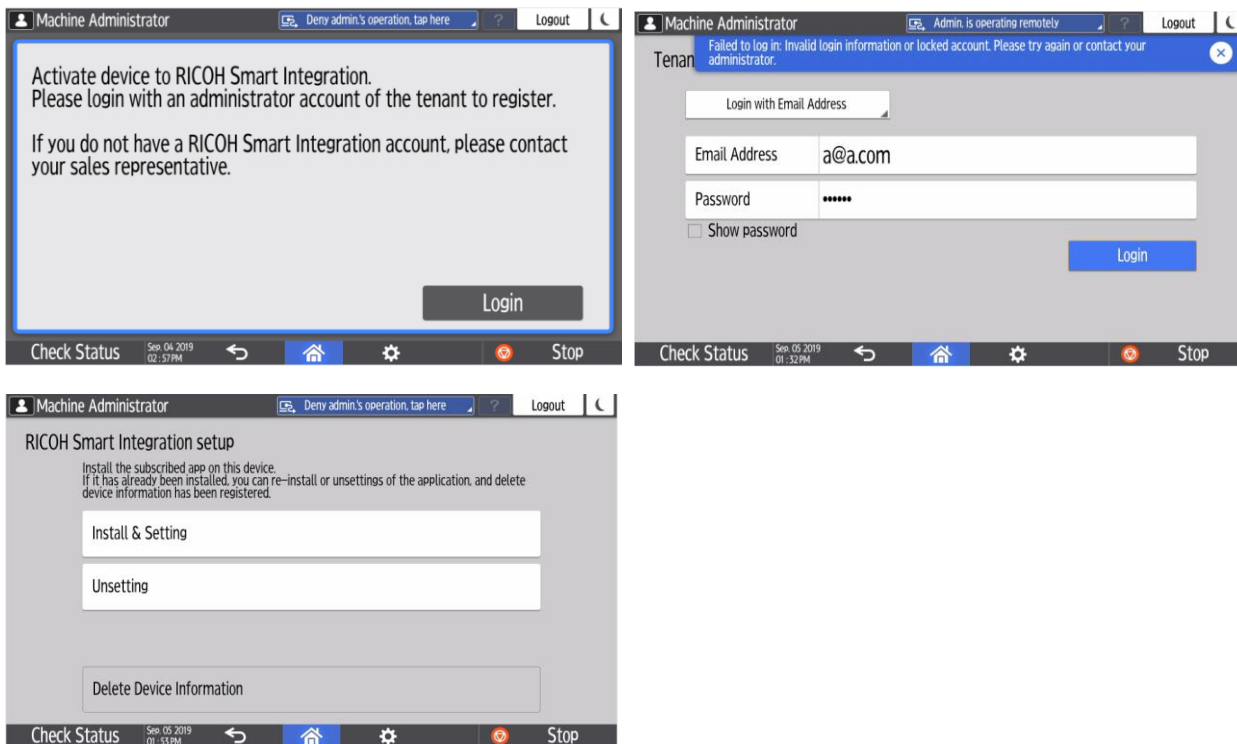 Machine Administrator
Deny admin.'s operation, tap here
?
Logout
Activate device to RICOH Smart Integration.
Please login with an administrator account of the tenant to register.
If you do not have a RICOH Smart Integration account, please contact
your sales representative.
Login
Check Status
Sep. 04 2019
02:57PM
Stop
Machine Administrator
Admin. is operating remotely
?
Logout
Failed to log in: Invalid login information or locked account. Please try again or contact your
administrator.
Tenan
Login with Email Address
Email Address
a@a.com
Password
••••••
Show password
Login
Check Status
Sep. 05 2019
01:32PM
Stop
Machine Administrator
Deny admin.'s operation, tap here
?
Logout
RICOH Smart Integration setup
Install the subscribed app on this device.
If it has already been installed, you can re-install or unsettings of the application, and delete
device information has been registered.
Install & Setting
Unsetting
Delete Device Information
Check Status
Sep. 05 2019
01:53PM
Stop